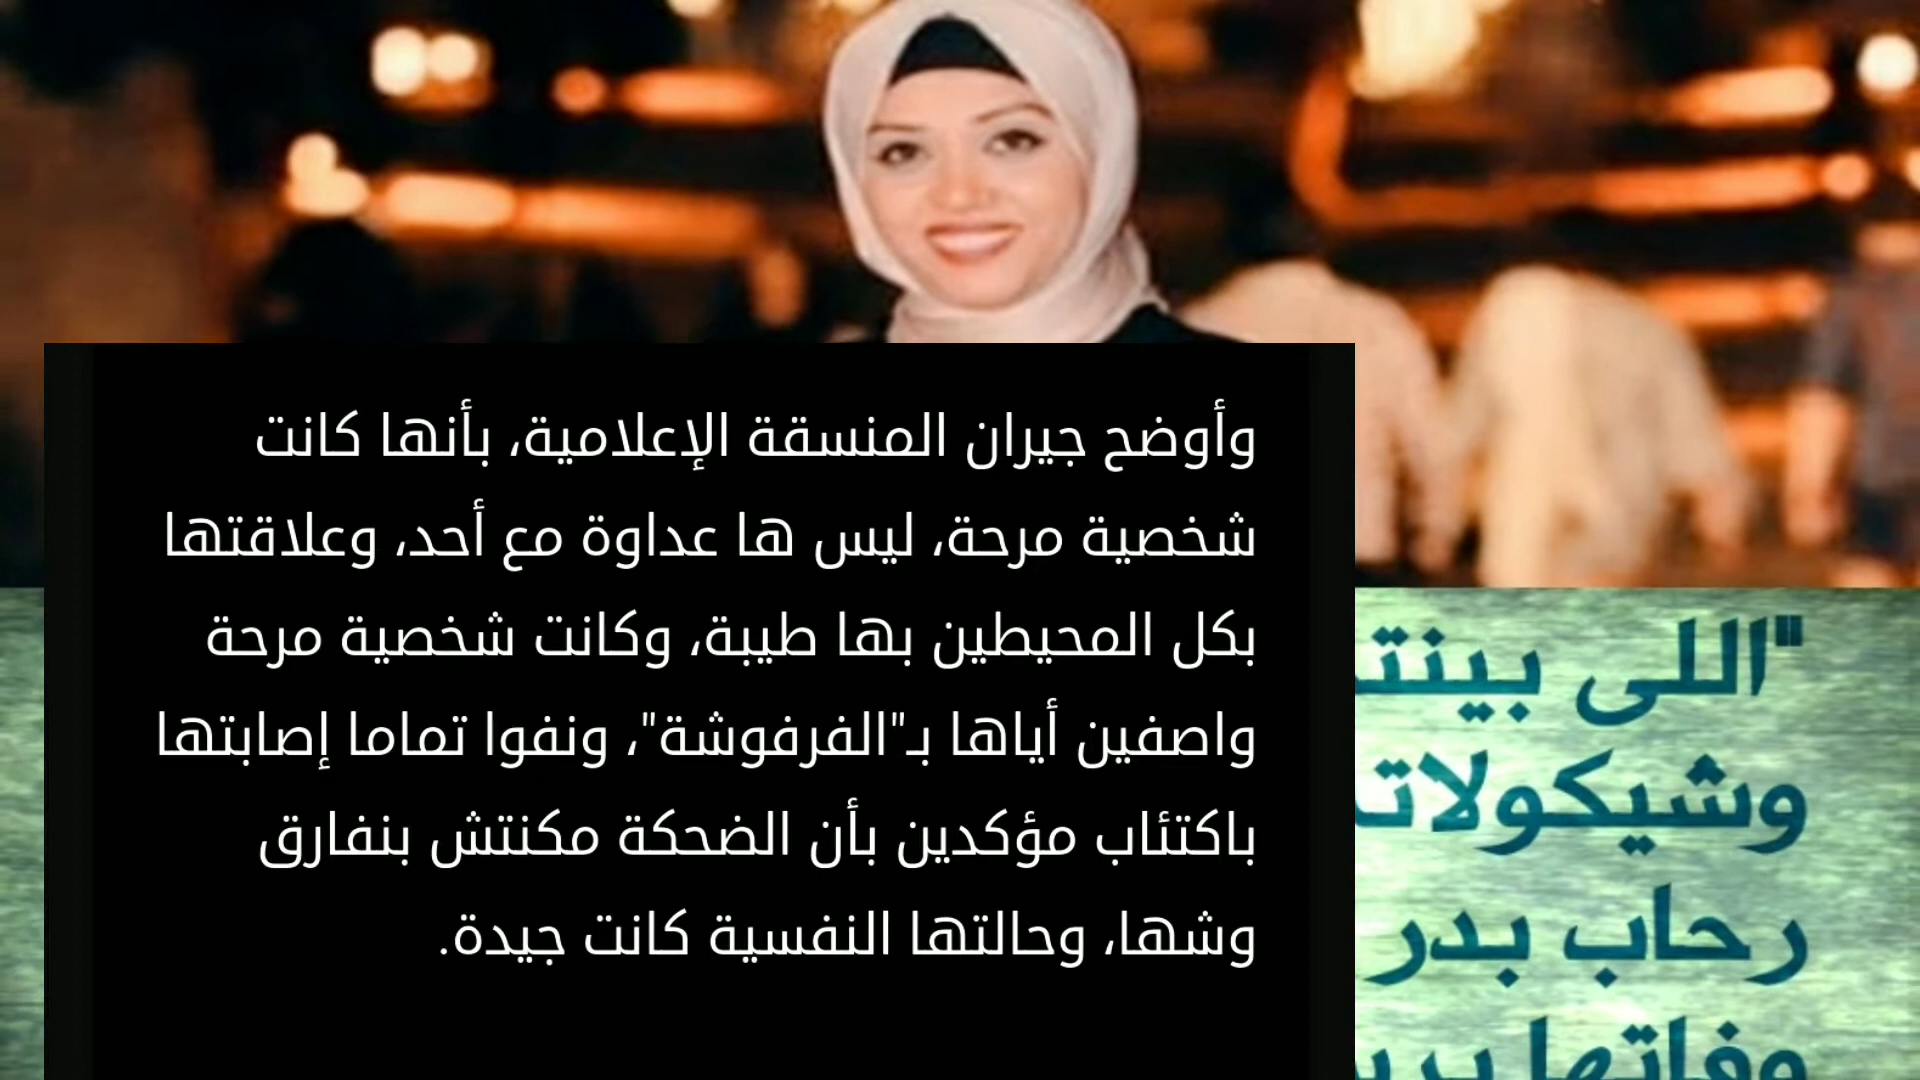 وأوضح جيران المنسقة الإعلامية، بأنها كانت
شخصية مرحة، ليس ها عداوة مع أحد، وعلاقتها
بكل المحيطين بها طيبة، وكانت شخصية مرحة
واصفين أياها بـ"الفرفوشة"، ونفوا تماما إصابتها
باكتئاب مؤكدين بأن الضحكة مكنتش بنفارق
وشها، وحالتها النفسية كانت جيدة.
"اللى
رحاب بدر
وفاتها